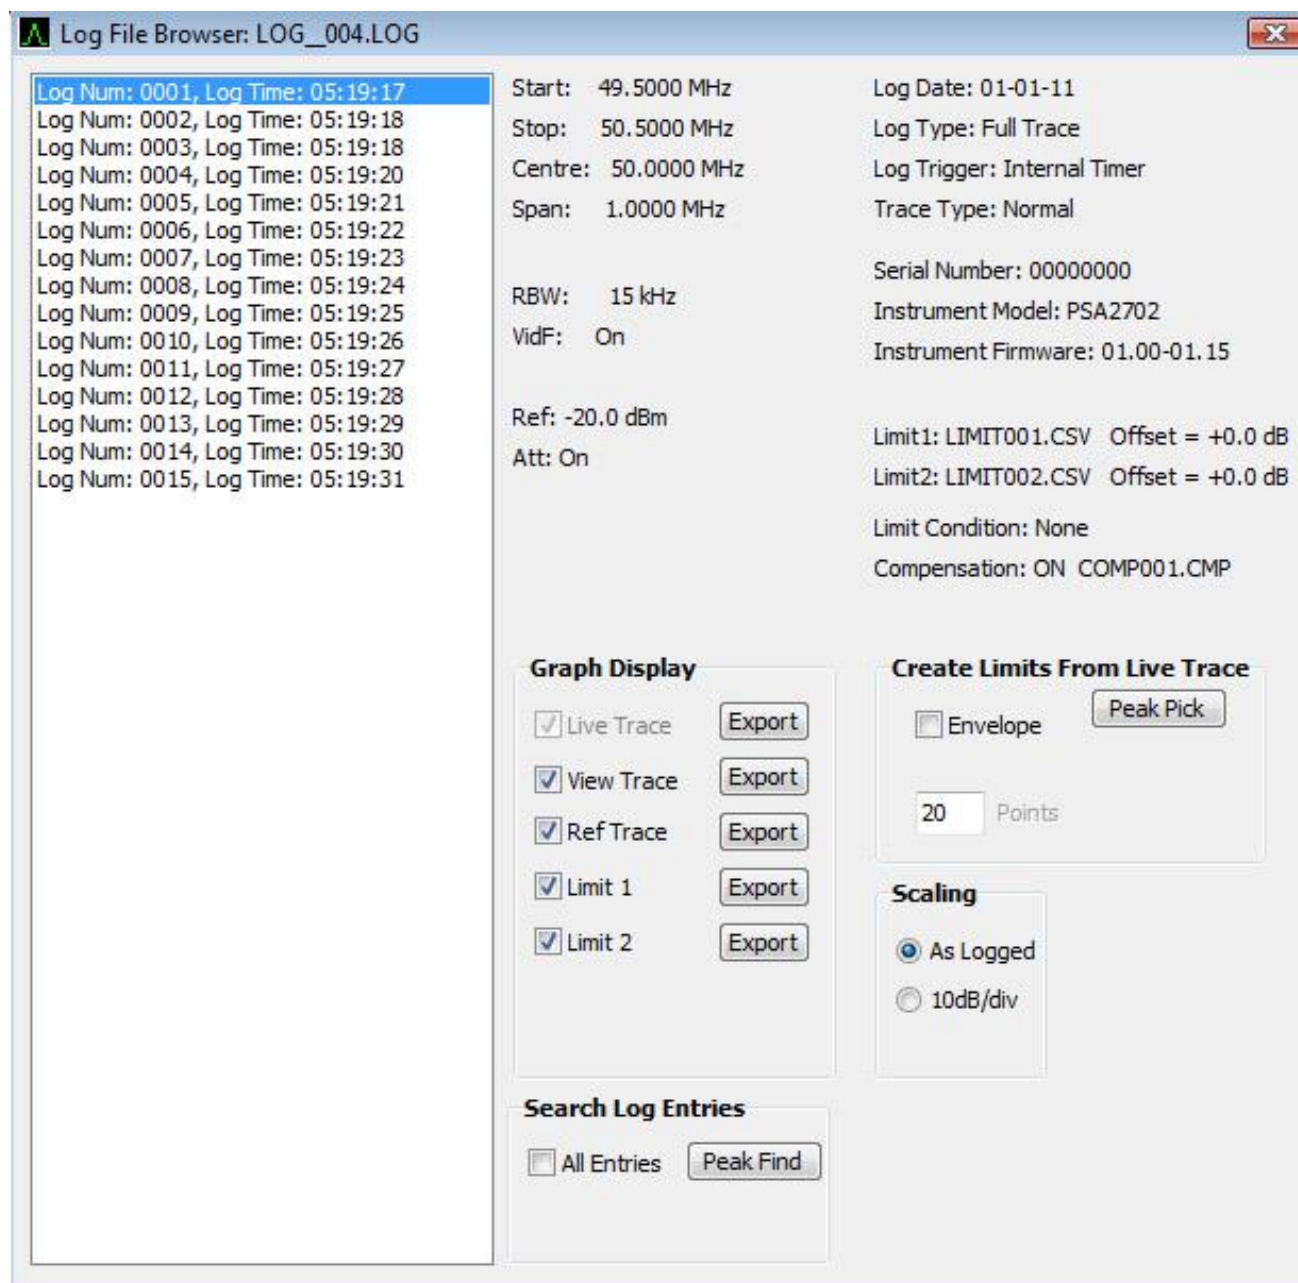 Log File Browser: LOG__004.LOG
Log Num: 0001, Log Time: 05:19:17
Log Num: 0002, Log Time: 05:19:18
Log Num: 0003, Log Time: 05:19:18
Log Num: 0004, Log Time: 05:19:20
Log Num: 0005, Log Time: 05:19:21
Log Num: 0006, Log Time: 05:19:22
Log Num: 0007, Log Time: 05:19:23
Log Num: 0008, Log Time: 05:19:24
Log Num: 0009, Log Time: 05:19:25
Log Num: 0010, Log Time: 05:19:26
Log Num: 0011, Log Time: 05:19:27
Log Num: 0012, Log Time: 05:19:28
Log Num: 0013, Log Time: 05:19:29
Log Num: 0014, Log Time: 05:19:30
Log Num: 0015, Log Time: 05:19:31
Start: 49.5000 MHz
Stop: 50.5000 MHz
Centre: 50.0000 MHz
Span: 1.0000 MHz
RBW: 15 kHz
VidF: On
Ref: -20.0 dBm
Att: On
Log Date: 01-01-11
Log Type: Full Trace
Log Trigger: Internal Timer
Trace Type: Normal
Serial Number: 00000000
Instrument Model: PSA2702
Instrument Firmware: 01.00-01.15
Limit1: LIMIT001.CSV Offset = +0.0 dB
Limit2: LIMIT002.CSV Offset = +0.0 dB
Limit Condition: None
Compensation: ON COMP001.CMP
Graph Display
Live Trace Export
View Trace Export
Ref Trace Export
Limit 1 Export
Limit 2 Export
Create Limits From Live Trace
Envelope Peak Pick
20 Points
Scaling
As Logged
10dB/div
Search Log Entries
All Entries Peak Find